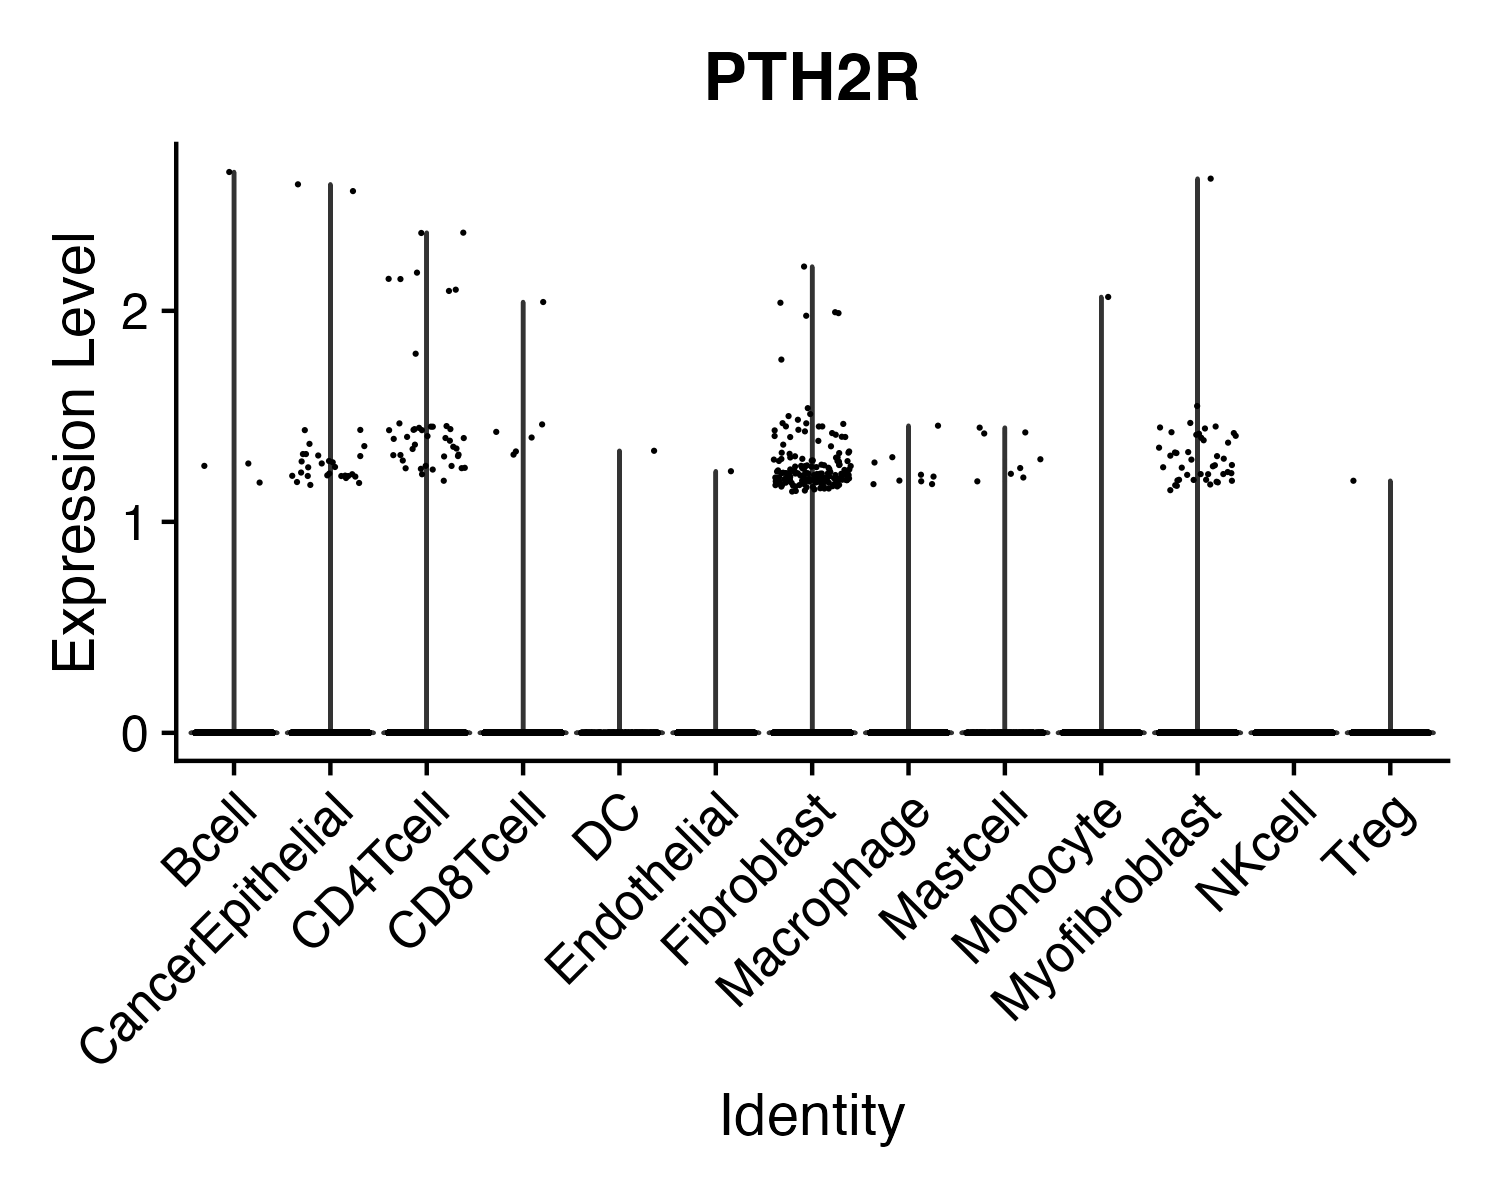 PTH2R
Expression Level
2
1
0
Bcell
CancerEpithelial
CD4Tcell
CD8Tcell
DC
Endothelial
Fibroblast
Macrophage
Mastcell
Monocyte
Myofibroblast
NKcell
Treg
Identity